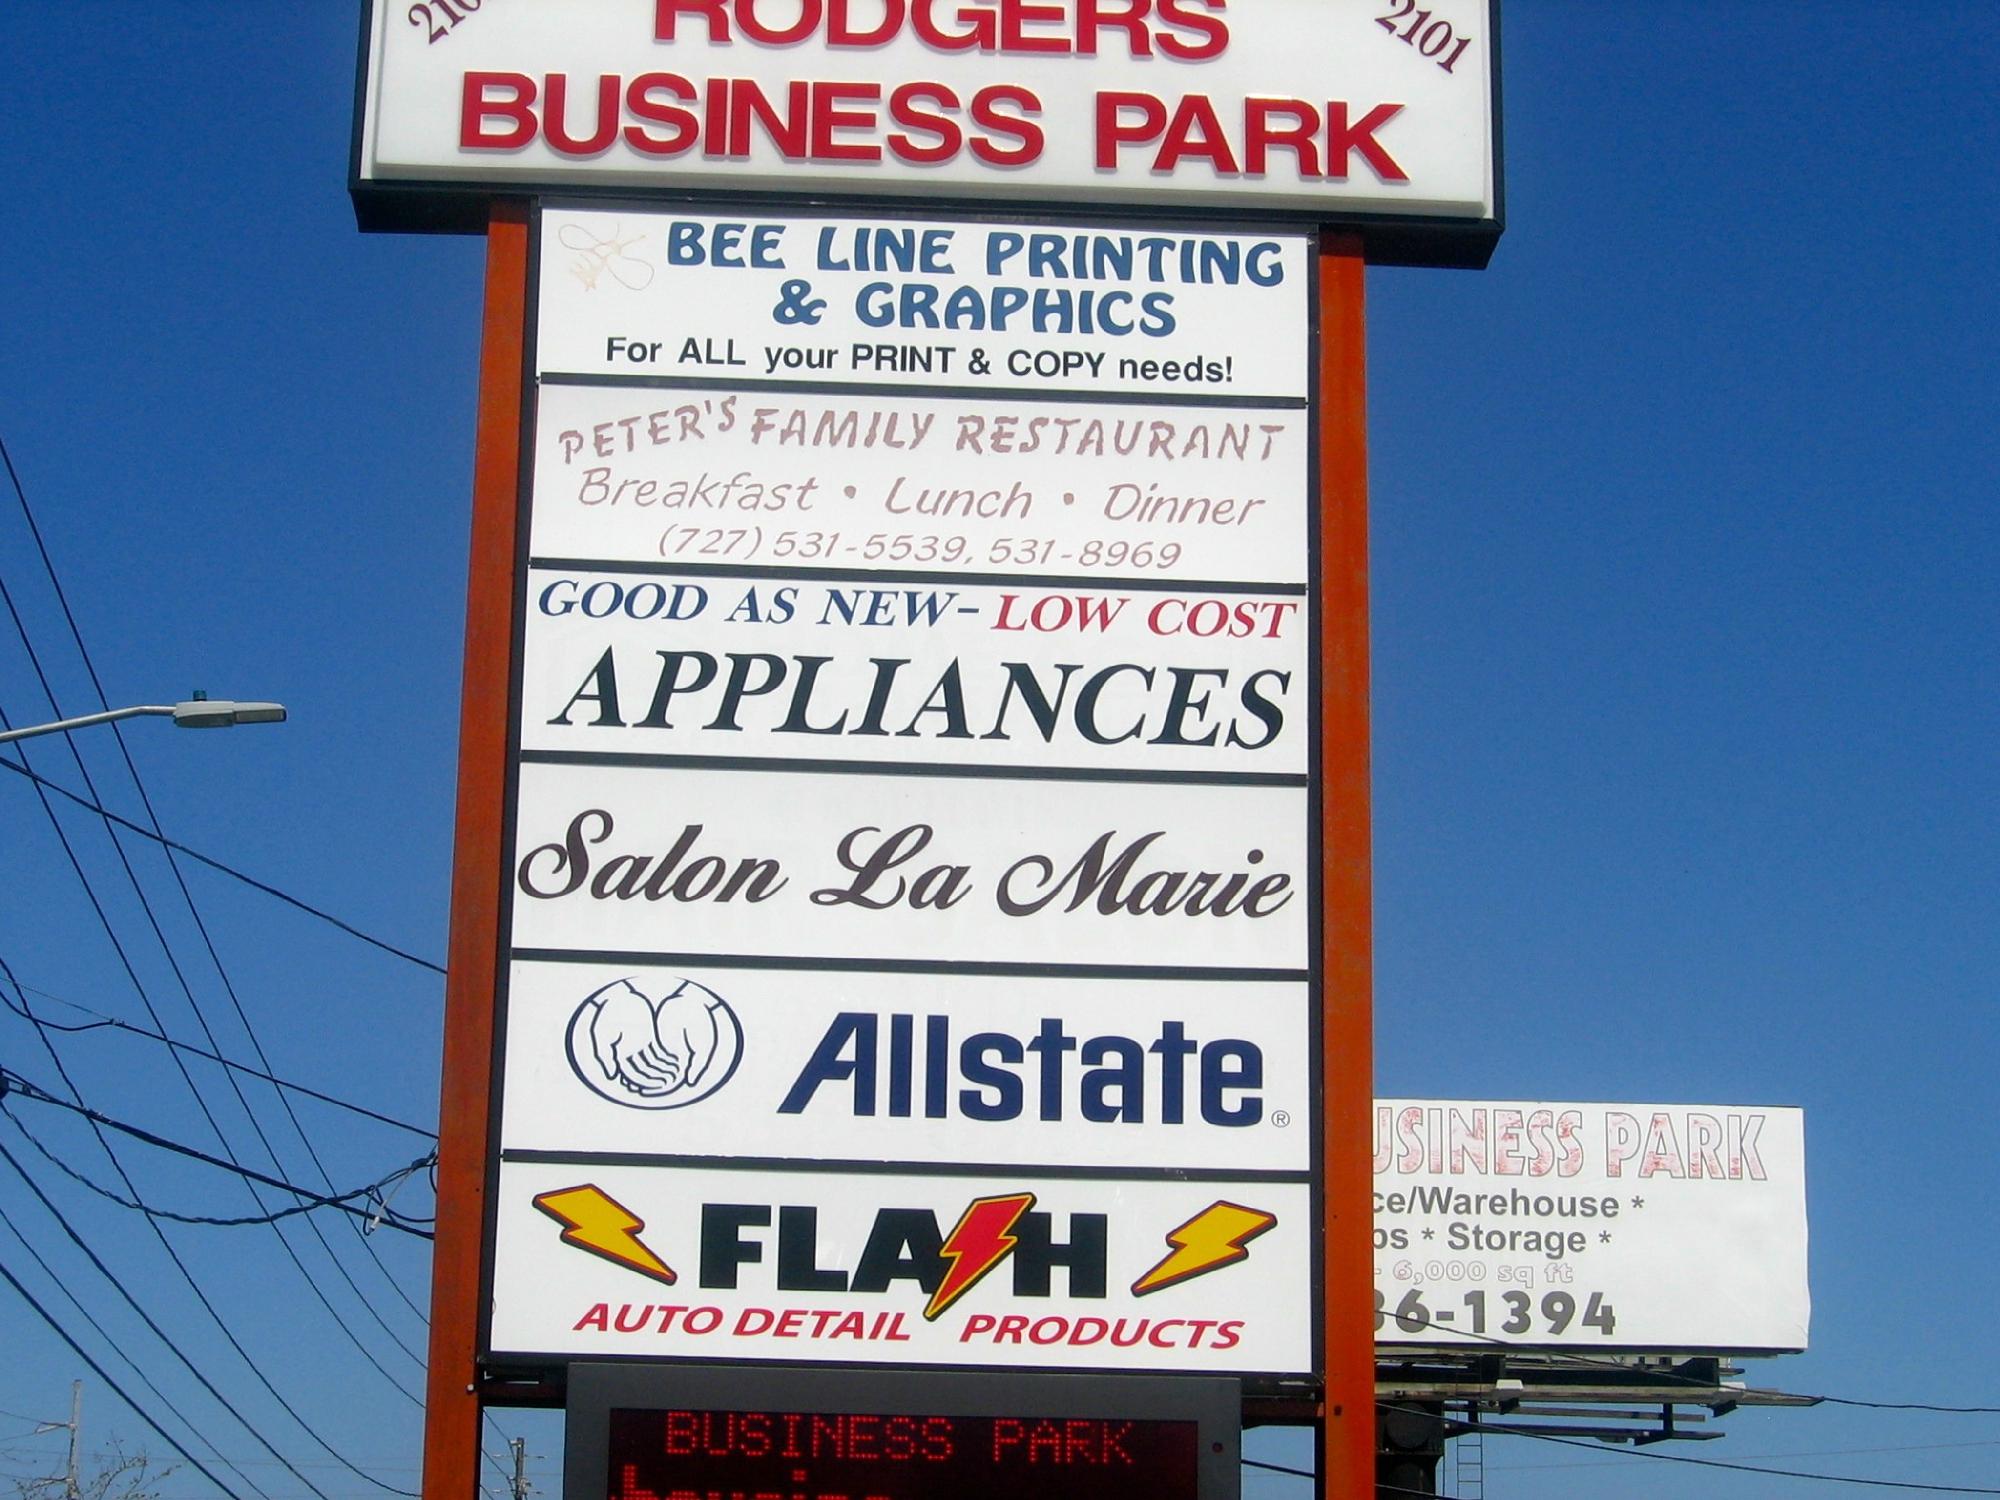 2101
RODGERS
BUSINESS PARK
BEE LINE PRINTING
& GRAPHICS
For ALL your PRINT & COPY needs!
PETER'S FAMILY RESTAURANT
Breakfast • Lunch • Dinner
(727) 531-5539, 531-8969
GOOD AS NEW- LOW COST
APPLIANCES
Salon La Marie
Allstate®
FLASH
AUTO DETAIL PRODUCTS
BUSINESS PARK
USINESS PARK
ce/Warehouse *
* Storage *
- 6,000 sq ft
36-1394